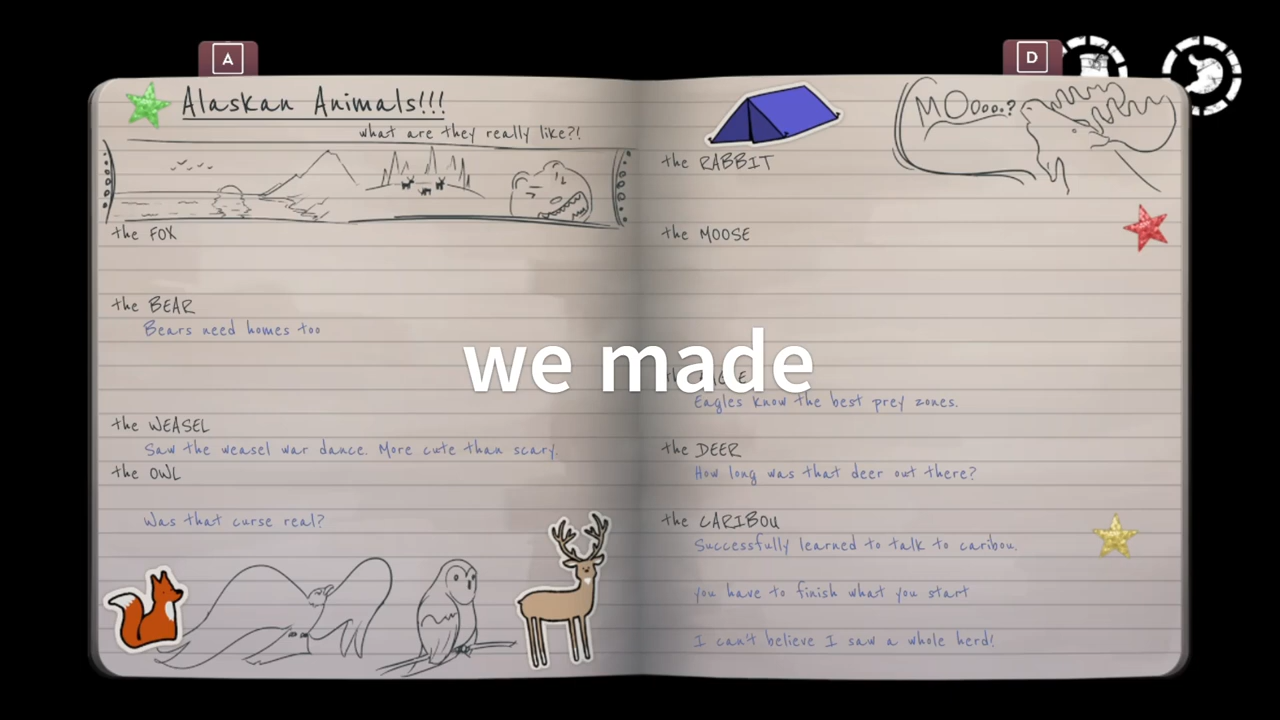 A
D
Alaskan Animals!!!
what are they really like?!
the FOX
the BEAR
Bears need homes too
the WEASEL
Saw the weasel war dance. More cute than scary.
the OWL
Was that curse real?
MOooo.?
the RABBIT
the MOOSE
we made
Eagles know the best prey zones.
the DEER
How long was that deer out there?
the CARIBOU
Successfully learned to talk to caribou.
you have to finish what you start
I can't believe I saw a whole herd!